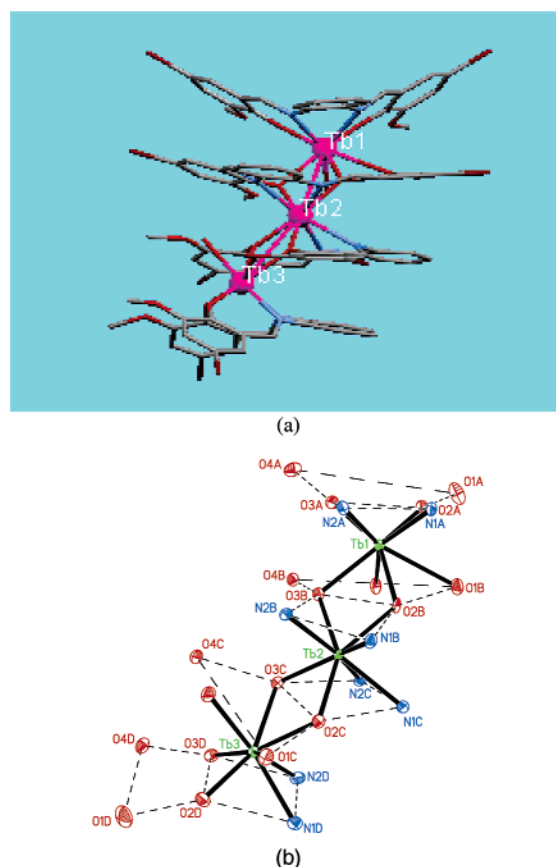 Tb1
Tb2
Tb3
(a)
O4A
O1A
O3A
O2A
N2A
N1A
Tb1
O4B
O1B
O3B
O2B
N2B
N1B
O4C
Tb2
O3C
N2C
N1C
O2C
O4D
O3D
Tb3
O1C
N2D
O2D
O1D
N1D
(b)